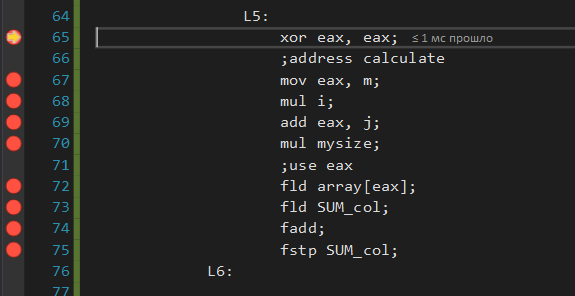 64 L5:
65 xor eax, eax; ≤ 1 мс прошло
66 ;address calculate
67 mov eax, m;
68 mul i;
69 add eax, j;
70 mul mysize;
71 ;use eax
72 fld array[eax];
73 fld SUM_col;
74 fadd;
75 fstp SUM_col;
76 L6:
77